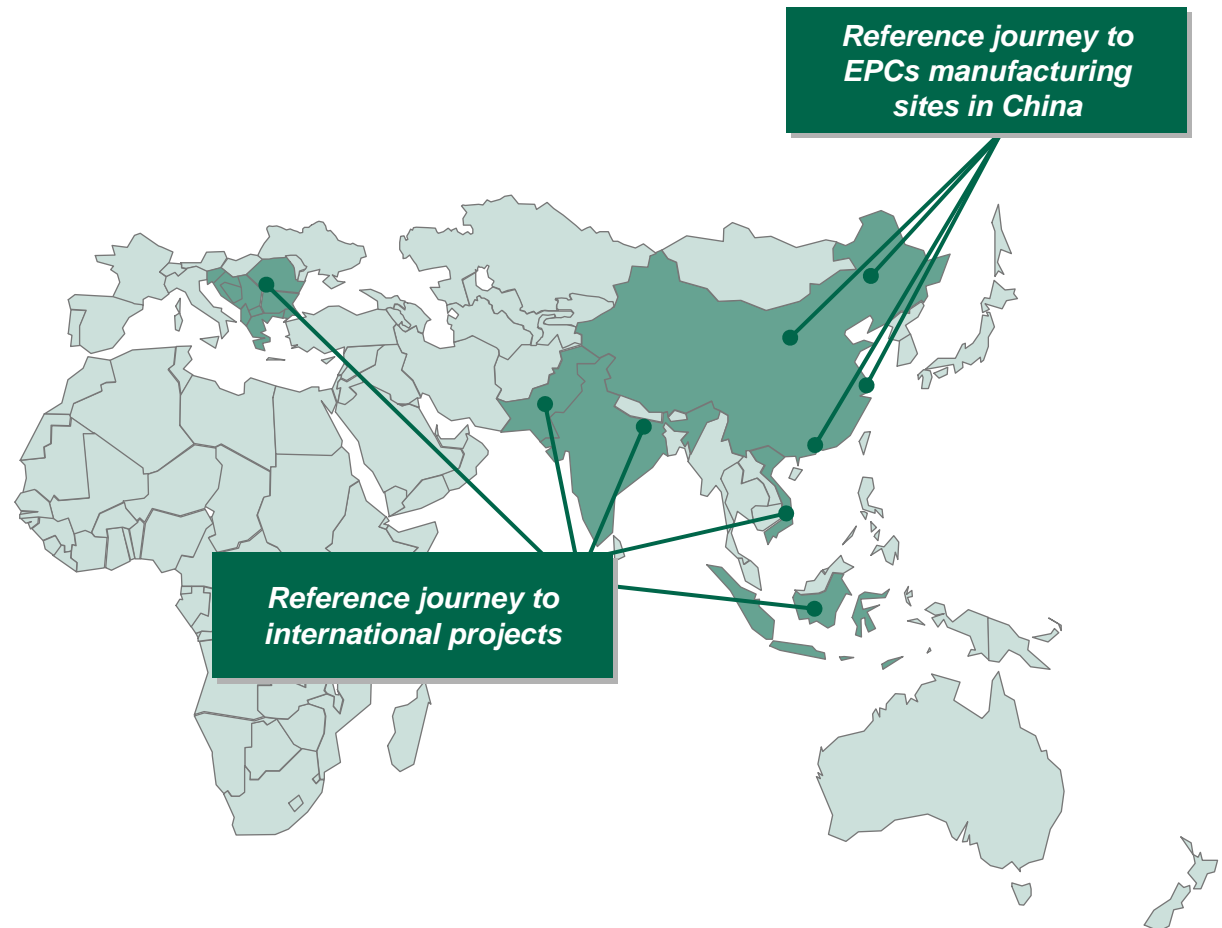 Reference journey to
EPCs manufacturing
sites in China
Reference journey to
international projects